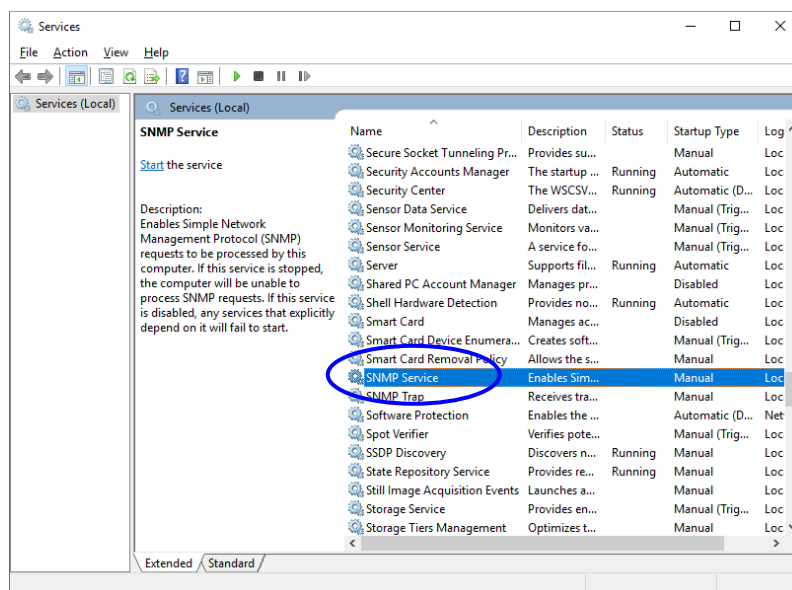 Services
File Action View Help
Services (Local)
Services (Local)
SNMP Service
Start the service
Description:
Enables Simple Network
Management Protocol (SNMP)
requests to be processed by this
computer. If this service is stopped,
the computer will be unable to
process SNMP requests. If this service
is disabled, any services that explicitly
depend on it will fail to start.
Name Description Status Startup Type Log
Secure Socket Tunneling Pr... Provides su... Manual Loc
Security Accounts Manager The startup ... Running Automatic Loc
Security Center The WSCSV... Running Automatic (D... Loc
Sensor Data Service Delivers dat... Manual (Trig... Loc
Sensor Monitoring Service Monitors va... Manual (Trig... Loc
Sensor Service A service fo... Manual (Trig... Loc
Server Supports fil... Running Automatic Loc
Shared PC Account Manager Manages pr... Disabled Loc
Shell Hardware Detection Provides no... Running Automatic Loc
Smart Card Manages ac... Disabled Loc
Smart Card Device Enumera... Creates soft... Manual (Trig... Loc
Smart Card Removal Policy Allows the s... Manual Loc
SNMP Service Enables Sim... Manual Loc
SNMP Trap Receives tra... Manual Loc
Software Protection Enables the ... Automatic (D... Net
Spot Verifier Verifies pote... Manual (Trig... Loc
SSDP Discovery Discovers n... Running Manual Loc
State Repository Service Provides re... Running Manual Loc
Still Image Acquisition Events Launches a... Manual Loc
Storage Service Provides en... Manual (Trig... Loc
Storage Tiers Management Optimizes t... Manual Loc
Extended Standard